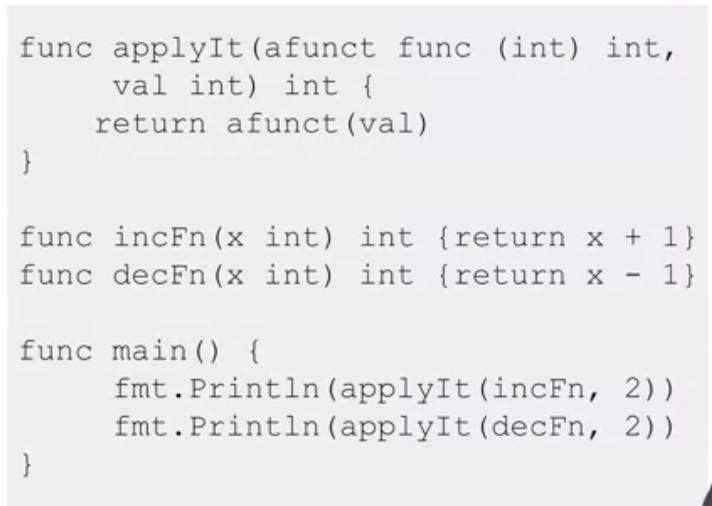 func applyIt(afunct func (int) int,
     val int) int {
    return afunct(val)
}

func incFn(x int) int {return x + 1}
func decFn(x int) int {return x - 1}

func main() {
     fmt.Println(applyIt(incFn, 2))
     fmt.Println(applyIt(decFn, 2))
}